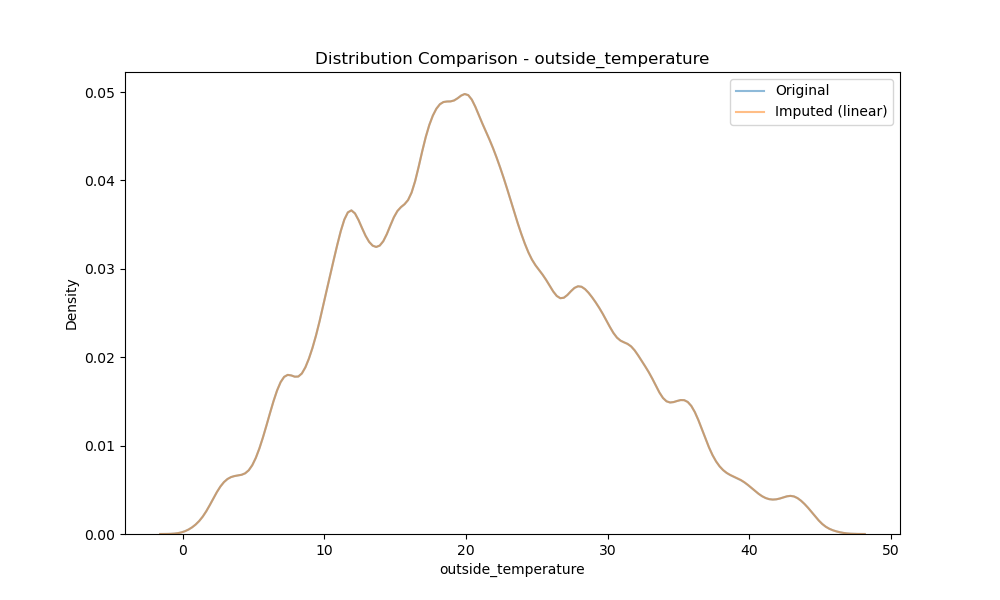 Distribution Comparison - outside_temperature
Original
Imputed (linear)
0.05
0.04
0.03
0.02
0.01
0.00
Density
0
10
20
30
40
50
outside_temperature